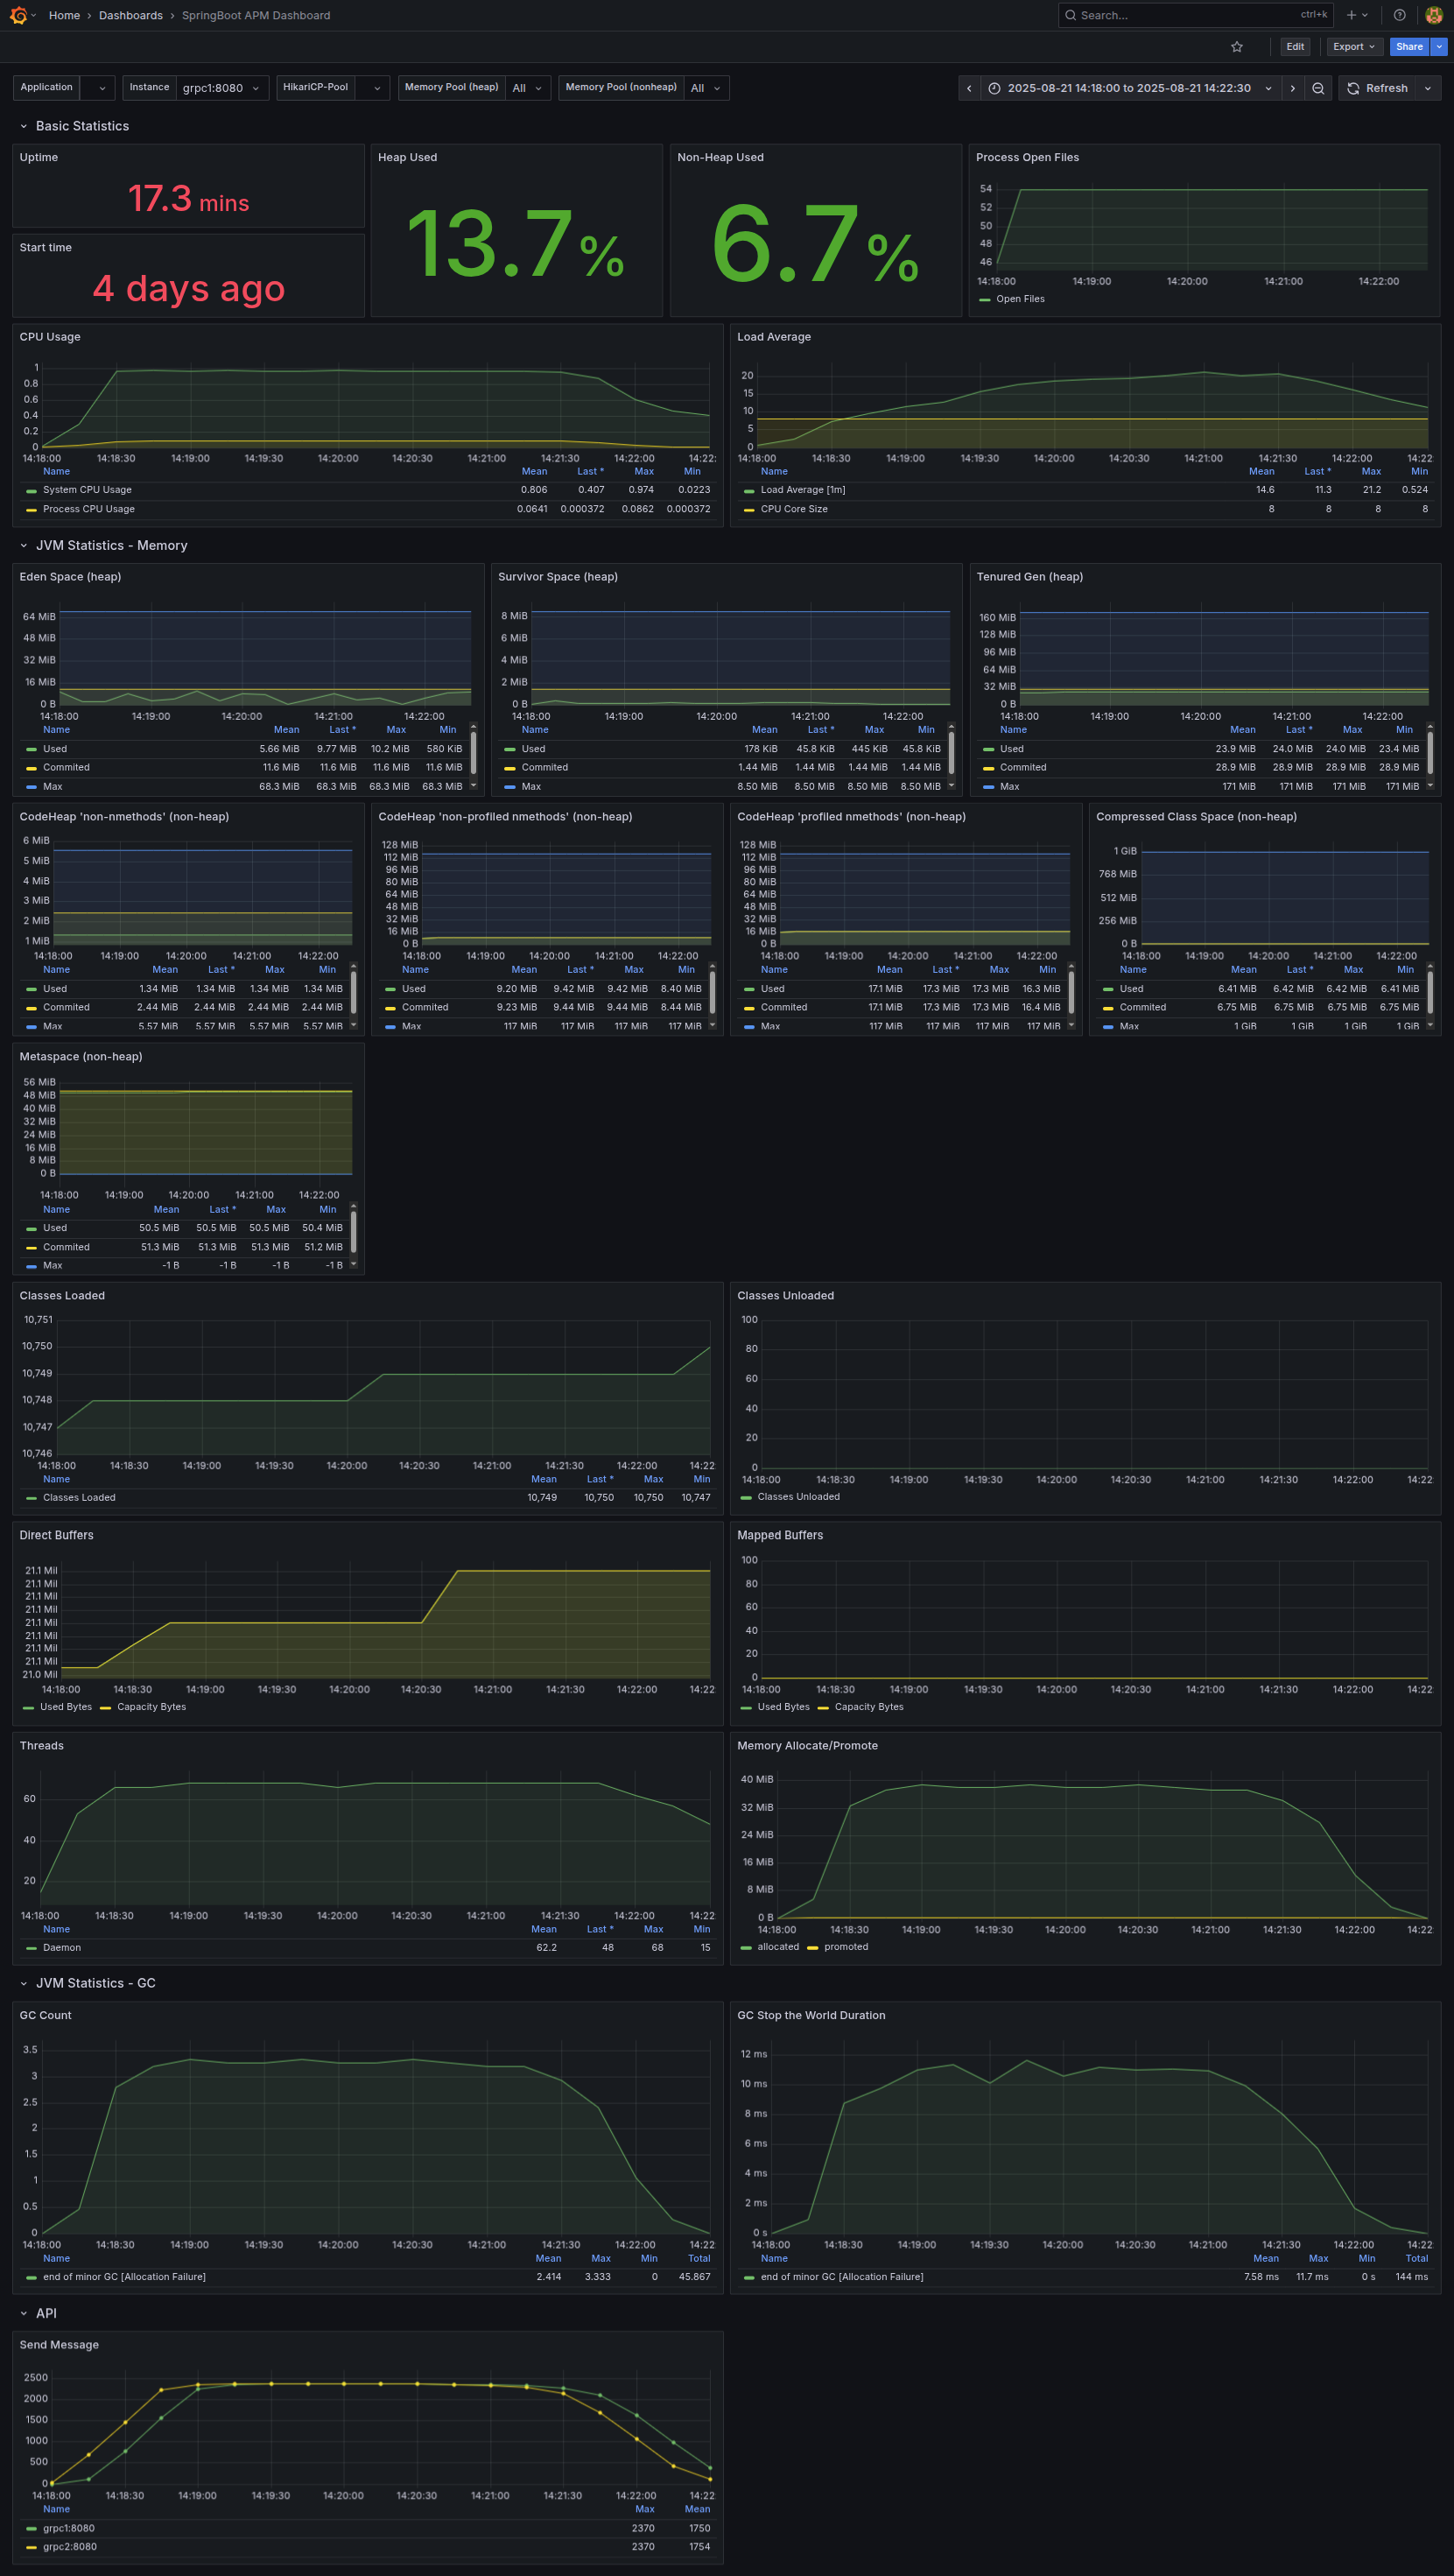 Home › Dashboards › SpringBoot APM Dashboard
Search... ctrl+k
Edit Export Share
Application Instance grpc1:8080 HikariCP-Pool Memory Pool (heap) All Memory Pool (nonheap) All 2025-08-21 14:18:00 to 2025-08-21 14:22:30 Refresh
Basic Statistics
Uptime
17.3 mins
Start time
4 days ago
Heap Used
13.7%
Non-Heap Used
6.7%
Process Open Files
54
52
50
48
46
14:18:00 14:19:00 14:20:00 14:21:00 14:22:00
Open Files
CPU Usage
1
0.8
0.6
0.4
0.2
0
14:18:00 14:18:30 14:19:00 14:19:30 14:20:00 14:20:30 14:21:00 14:21:30 14:22:00 14:22:
Name Mean Last * Max Min
System CPU Usage 0.806 0.407 0.974 0.0223
Process CPU Usage 0.0641 0.000372 0.0862 0.000372
Load Average
20
15
10
5
0
14:18:00 14:18:30 14:19:00 14:19:30 14:20:00 14:20:30 14:21:00 14:21:30 14:22:00 14:22:
Name Mean Last * Max Min
Load Average [1m] 14.6 11.3 21.2 0.524
CPU Core Size 8 8 8 8
JVM Statistics - Memory
Eden Space (heap)
64 MiB
48 MiB
32 MiB
16 MiB
0 B
14:18:00 14:19:00 14:20:00 14:21:00 14:22:00
Name Mean Last * Max Min
Used 5.66 MiB 9.77 MiB 10.2 MiB 580 KiB
Commited 11.6 MiB 11.6 MiB 11.6 MiB 11.6 MiB
Max 68.3 MiB 68.3 MiB 68.3 MiB 68.3 MiB
Survivor Space (heap)
8 MiB
6 MiB
4 MiB
2 MiB
0 B
14:18:00 14:19:00 14:20:00 14:21:00 14:22:00
Name Mean Last * Max Min
Used 178 KiB 45.8 KiB 445 KiB 45.8 KiB
Commited 1.44 MiB 1.44 MiB 1.44 MiB 1.44 MiB
Max 8.50 MiB 8.50 MiB 8.50 MiB 8.50 MiB
Tenured Gen (heap)
160 MiB
128 MiB
96 MiB
64 MiB
32 MiB
0 B
14:18:00 14:19:00 14:20:00 14:21:00 14:22:00
Name Mean Last * Max Min
Used 23.9 MiB 24.0 MiB 24.0 MiB 23.4 MiB
Commited 28.9 MiB 28.9 MiB 28.9 MiB 28.9 MiB
Max 171 MiB 171 MiB 171 MiB 171 MiB
CodeHeap 'non-nmethods' (non-heap)
6 MiB
5 MiB
4 MiB
3 MiB
2 MiB
1 MiB
14:18:00 14:19:00 14:20:00 14:21:00 14:22:00
Name Mean Last * Max Min
Used 1.34 MiB 1.34 MiB 1.34 MiB 1.34 MiB
Commited 2.44 MiB 2.44 MiB 2.44 MiB 2.44 MiB
Max 5.57 MiB 5.57 MiB 5.57 MiB 5.57 MiB
CodeHeap 'non-profiled nmethods' (non-heap)
128 MiB
112 MiB
96 MiB
80 MiB
64 MiB
48 MiB
32 MiB
16 MiB
0 B
14:18:00 14:19:00 14:20:00 14:21:00 14:22:00
Name Mean Last * Max Min
Used 9.20 MiB 9.42 MiB 9.42 MiB 8.40 MiB
Commited 9.23 MiB 9.44 MiB 9.44 MiB 8.44 MiB
Max 117 MiB 117 MiB 117 MiB 117 MiB
CodeHeap 'profiled nmethods' (non-heap)
128 MiB
112 MiB
96 MiB
80 MiB
64 MiB
48 MiB
32 MiB
16 MiB
0 B
14:18:00 14:19:00 14:20:00 14:21:00 14:22:00
Name Mean Last * Max Min
Used 17.1 MiB 17.3 MiB 17.3 MiB 16.3 MiB
Commited 17.1 MiB 17.3 MiB 17.3 MiB 16.4 MiB
Max 117 MiB 117 MiB 117 MiB 117 MiB
Compressed Class Space (non-heap)
1 GiB
768 MiB
512 MiB
256 MiB
0 B
14:18:00 14:19:00 14:20:00 14:21:00 14:22:00
Name Mean Last * Max Min
Used 6.41 MiB 6.42 MiB 6.42 MiB 6.41 MiB
Commited 6.75 MiB 6.75 MiB 6.75 MiB 6.75 MiB
Max 1 GiB 1 GiB 1 GiB 1 GiB
Metaspace (non-heap)
56 MiB
48 MiB
40 MiB
32 MiB
24 MiB
16 MiB
8 MiB
0 B
14:18:00 14:19:00 14:20:00 14:21:00 14:22:00
Name Mean Last * Max Min
Used 50.5 MiB 50.5 MiB 50.5 MiB 50.4 MiB
Commited 51.3 MiB 51.3 MiB 51.3 MiB 51.2 MiB
Max -1 B -1 B -1 B -1 B
Classes Loaded
10,751
10,750
10,749
10,748
10,747
10,746
14:18:00 14:18:30 14:19:00 14:19:30 14:20:00 14:20:30 14:21:00 14:21:30 14:22:00 14:22:
Name Mean Last * Max Min
Classes Loaded 10,749 10,750 10,750 10,747
Classes Unloaded
100
80
60
40
20
0
14:18:00 14:18:30 14:19:00 14:19:30 14:20:00 14:20:30 14:21:00 14:21:30 14:22:00 14:22:
Classes Unloaded
Direct Buffers
21.1 Mil
21.1 Mil
21.1 Mil
21.1 Mil
21.1 Mil
21.1 Mil
21.1 Mil
21.1 Mil
21.0 Mil
14:18:00 14:18:30 14:19:00 14:19:30 14:20:00 14:20:30 14:21:00 14:21:30 14:22:00 14:22:
Used Bytes Capacity Bytes
Mapped Buffers
100
80
60
40
20
0
14:18:00 14:18:30 14:19:00 14:19:30 14:20:00 14:20:30 14:21:00 14:21:30 14:22:00 14:22:
Used Bytes Capacity Bytes
Threads
60
40
20
14:18:00 14:18:30 14:19:00 14:19:30 14:20:00 14:20:30 14:21:00 14:21:30 14:22:00 14:22:
Name Mean Last * Max Min
Daemon 62.2 48 68 15
Memory Allocate/Promote
40 MiB
32 MiB
24 MiB
16 MiB
8 MiB
0 B
14:18:00 14:18:30 14:19:00 14:19:30 14:20:00 14:20:30 14:21:00 14:21:30 14:22:00 14:22:
allocated promoted
JVM Statistics - GC
GC Count
3.5
3
2.5
2
1.5
1
0.5
0
14:18:00 14:18:30 14:19:00 14:19:30 14:20:00 14:20:30 14:21:00 14:21:30 14:22:00 14:22:
Name Mean Max Min Total
end of minor GC [Allocation Failure] 2.414 3.333 0 45.867
GC Stop the World Duration
12 ms
10 ms
8 ms
6 ms
4 ms
2 ms
0 s
14:18:00 14:18:30 14:19:00 14:19:30 14:20:00 14:20:30 14:21:00 14:21:30 14:22:00 14:22:
Name Mean Max Min Total
end of minor GC [Allocation Failure] 7.58 ms 11.7 ms 0 s 144 ms
API
Send Message
2500
2000
1500
1000
500
0
14:18:00 14:18:30 14:19:00 14:19:30 14:20:00 14:20:30 14:21:00 14:21:30 14:22:00 14:22:
Name Max Mean
grpc1:8080 2370 1750
grpc2:8080 2370 1754